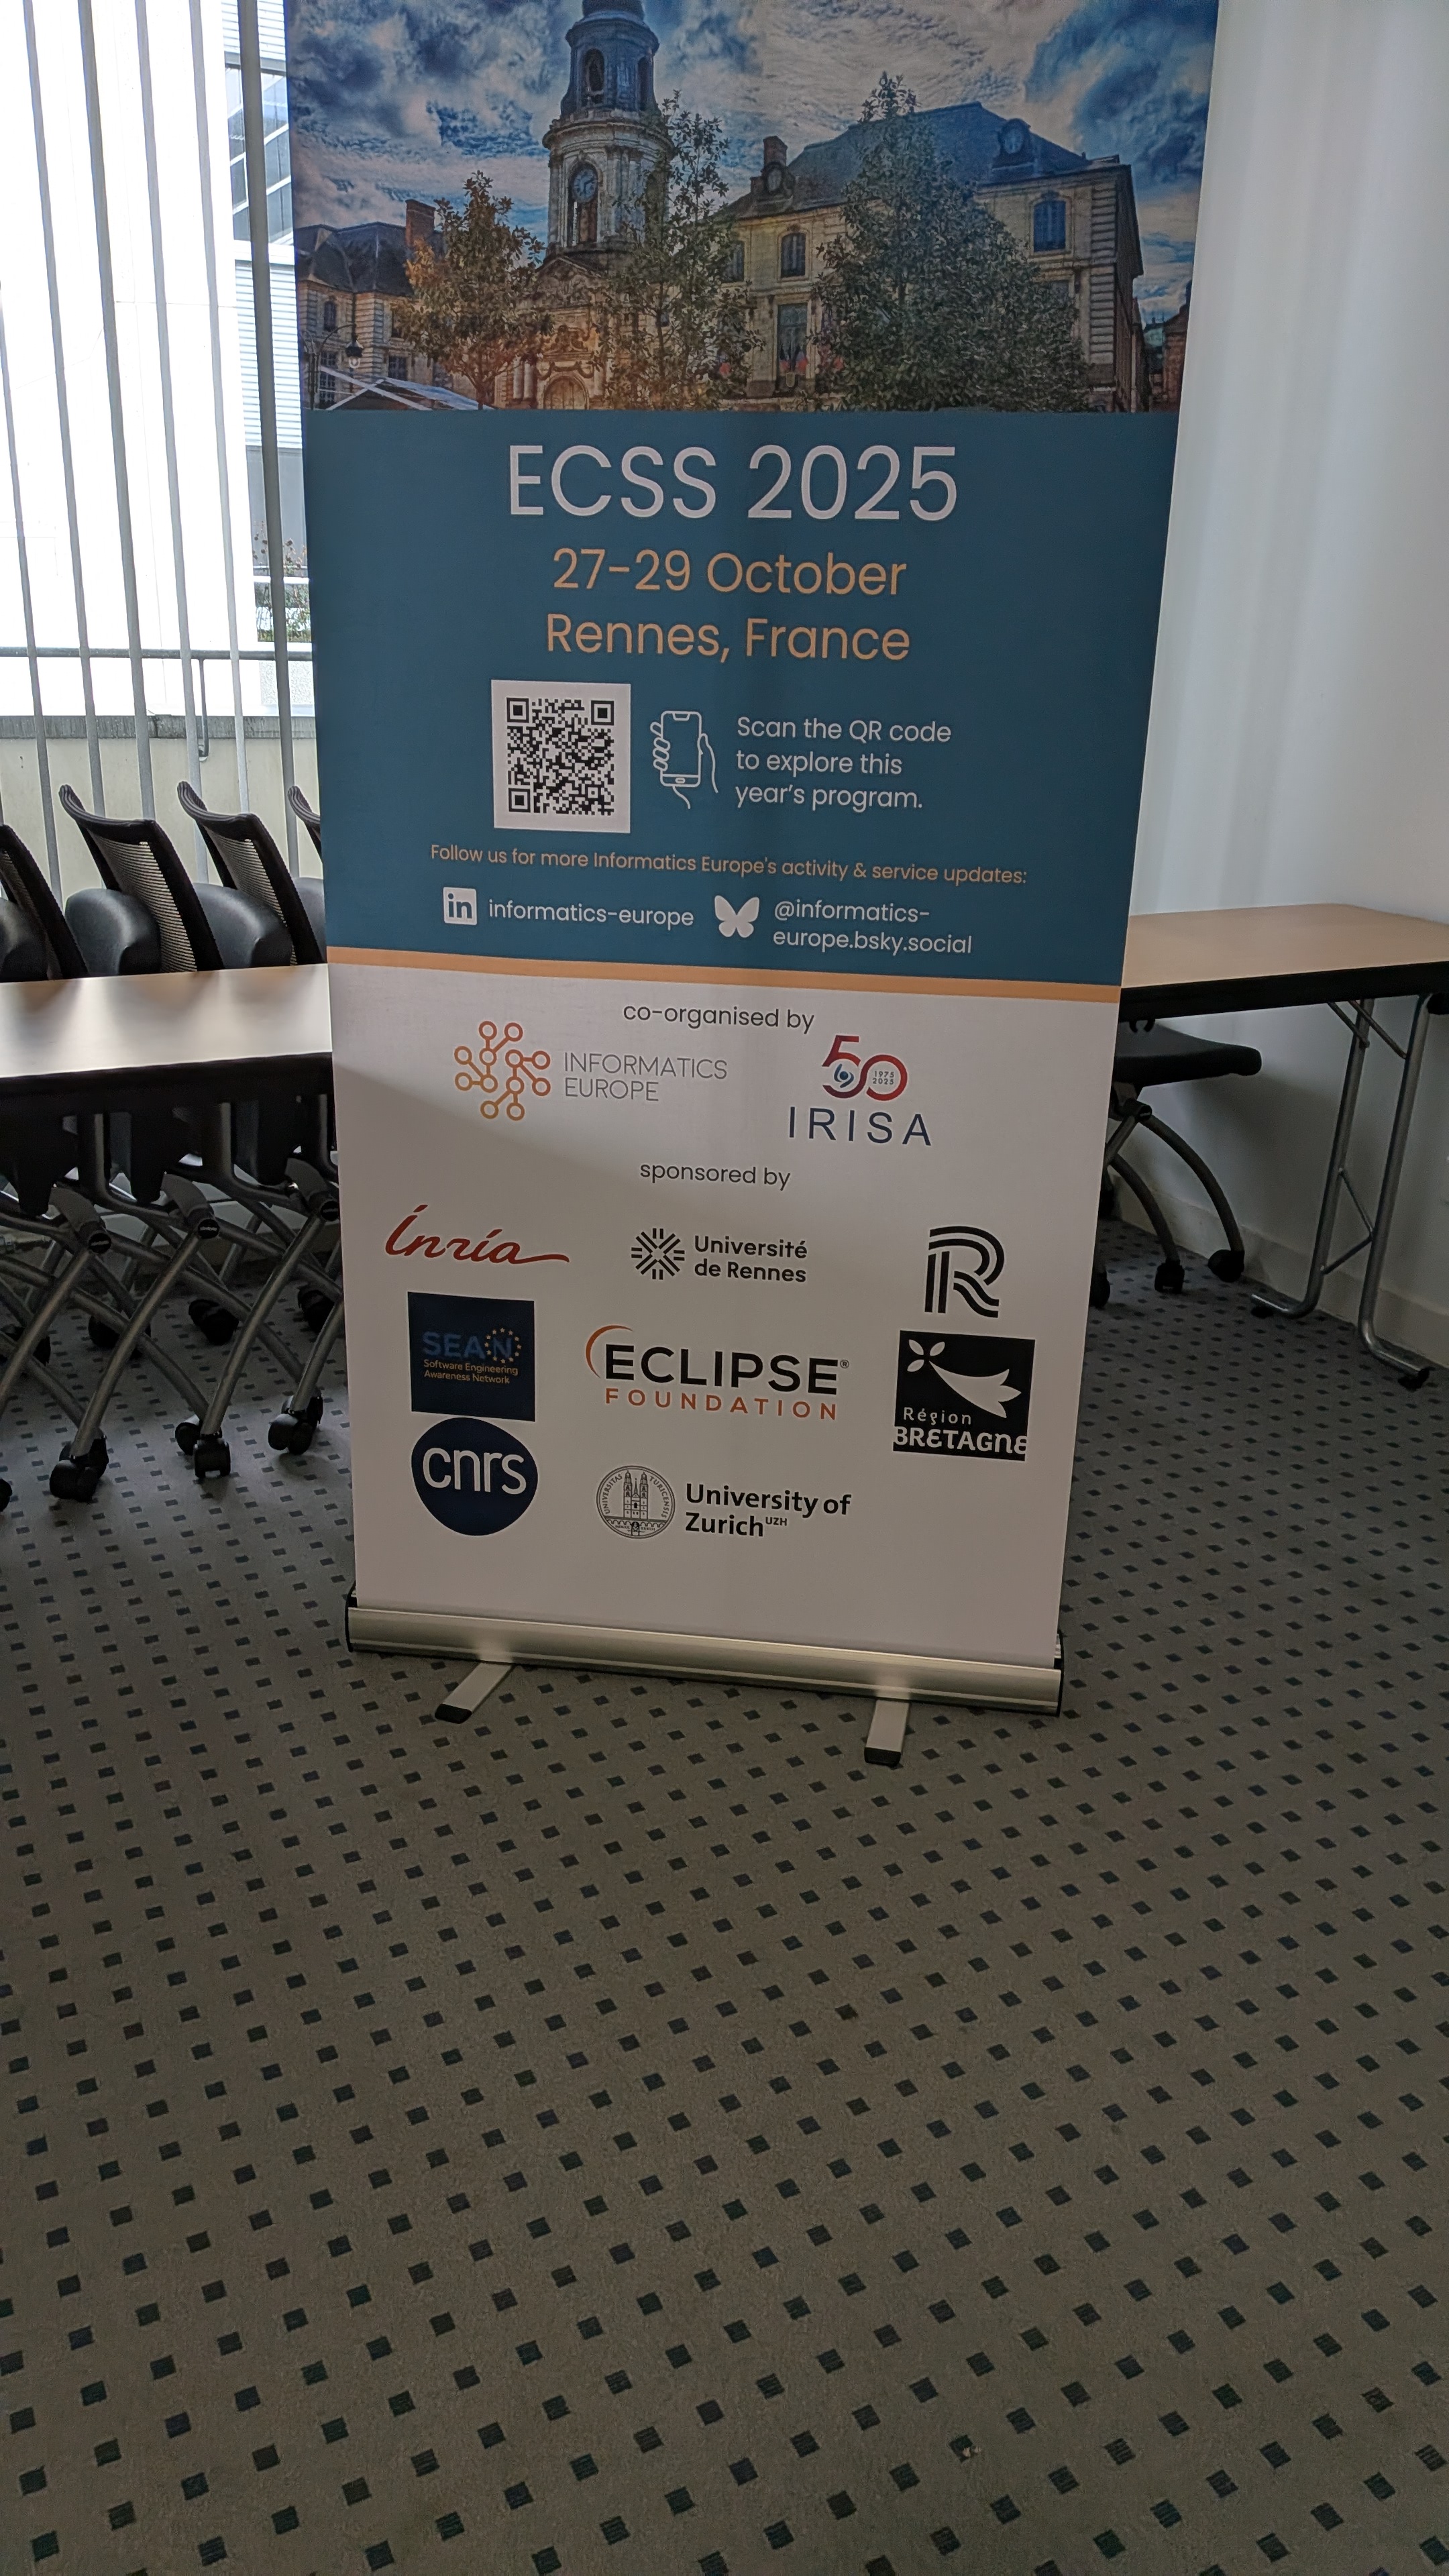 ECSS 2025
27-29 October
Rennes, France
Scan the QR code
to explore this
year's program.
Follow us for more Informatics Europe's activity & service updates:
in informatics-europe
@informatics-
europe.bsky.social
co-organised by
INFORMATICS
EUROPE
50
1975
2025
IRISA
sponsored by
Inria
Université
de Rennes
R
SEAN
Software Engineering
Awareness Network
ECLIPSE®
FOUNDATION
Région
BRETAGNE
cnrs
UNIVERSITAS TURICENSIS
University of
Zurich UZH